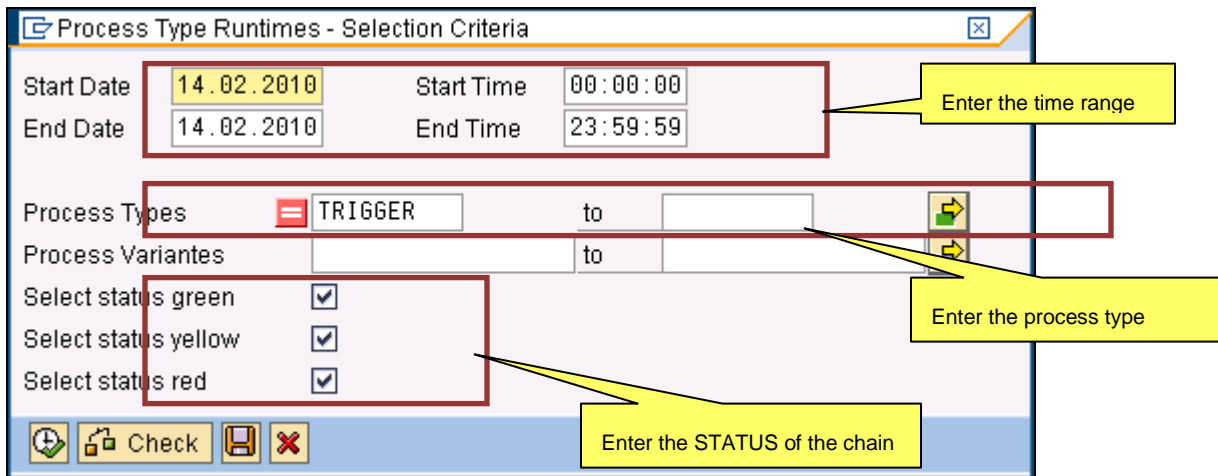 Process Type Runtimes - Selection Criteria
Start Date 14.02.2010 Start Time 00:00:00
End Date 14.02.2010 End Time 23:59:59
Enter the time range
Process Types TRIGGER to
Process Variantes to
Select status green
Select status yellow
Select status red
Enter the process type
Enter the STATUS of the chain
Check